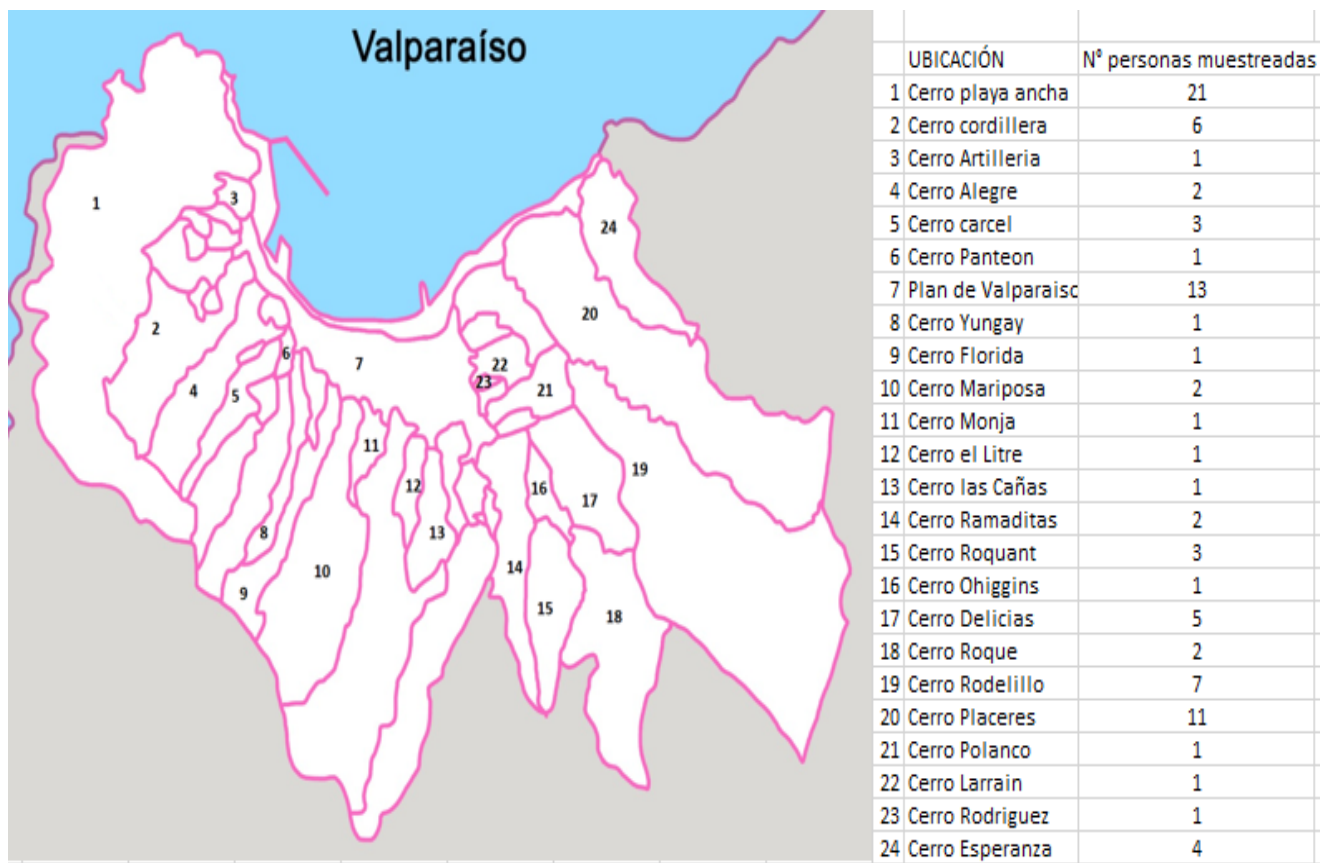 Valparaíso
1
2
3
4
5
6
7
8
9
10
11
12
13
14
15
16
17
18
19
20
21
22
23
24
UBICACIÓN N° personas muestreadas
1 Cerro playa ancha 21
2 Cerro cordillera 6
3 Cerro Artilleria 1
4 Cerro Alegre 2
5 Cerro carcel 3
6 Cerro Panteon 1
7 Plan de Valparaisc 13
8 Cerro Yungay 1
9 Cerro Florida 1
10 Cerro Mariposa 2
11 Cerro Monja 1
12 Cerro el Litre 1
13 Cerro las Cañas 1
14 Cerro Ramaditas 2
15 Cerro Roquant 3
16 Cerro Ohiggins 1
17 Cerro Delicias 5
18 Cerro Roque 2
19 Cerro Rodelillo 7
20 Cerro Placeres 11
21 Cerro Polanco 1
22 Cerro Larrain 1
23 Cerro Rodriguez 1
24 Cerro Esperanza 4